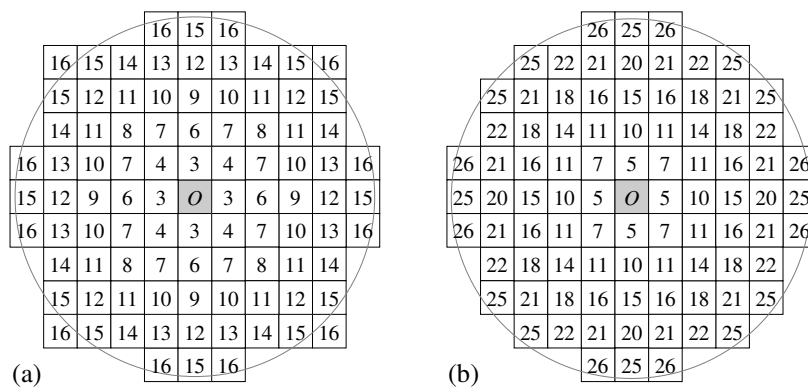 16 15 16
16 15 14 13 12 13 14 15 16
15 12 11 10 9 10 11 12 15
14 11 8 7 6 7 8 11 14
16 13 10 7 4 3 4 7 10 13 16
15 12 9 6 3 O 3 6 9 12 15
16 13 10 7 4 3 4 7 10 13 16
14 11 8 7 6 7 8 11 14
15 12 11 10 9 10 11 12 15
16 15 14 13 12 13 14 15 16
16 15 16
(a)
26 25 26
25 22 21 20 21 22 25
25 21 18 16 15 16 18 21 25
22 18 14 11 10 11 14 18 22
26 21 16 11 7 5 7 11 16 21 26
25 20 15 10 5 O 5 10 15 20 25
26 21 16 11 7 5 7 11 16 21 26
22 18 14 11 10 11 14 18 22
25 21 18 16 15 16 18 21 25
25 22 21 20 21 22 25
26 25 26
(b)